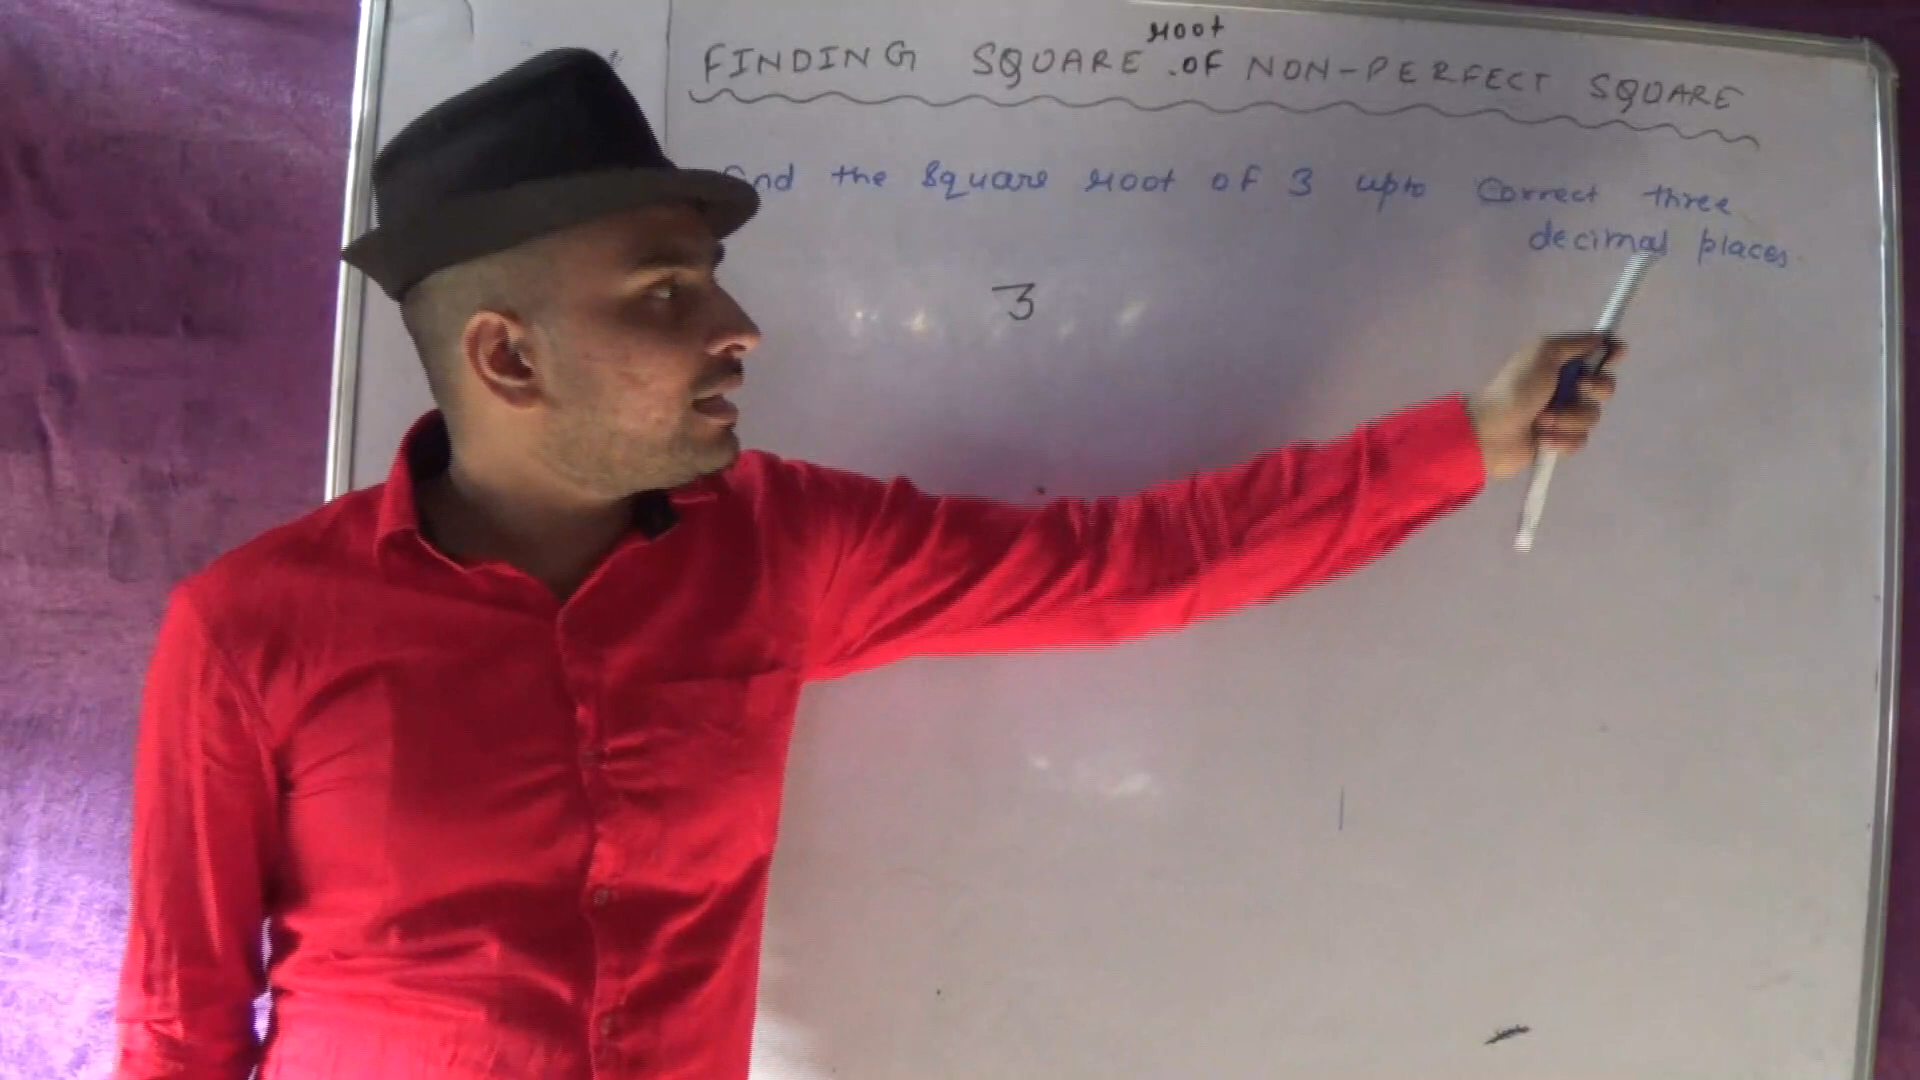 FINDING SQUARE root OF NON-PERFECT SQUARE
the square root of 3 upto correct three
decimal places.
3